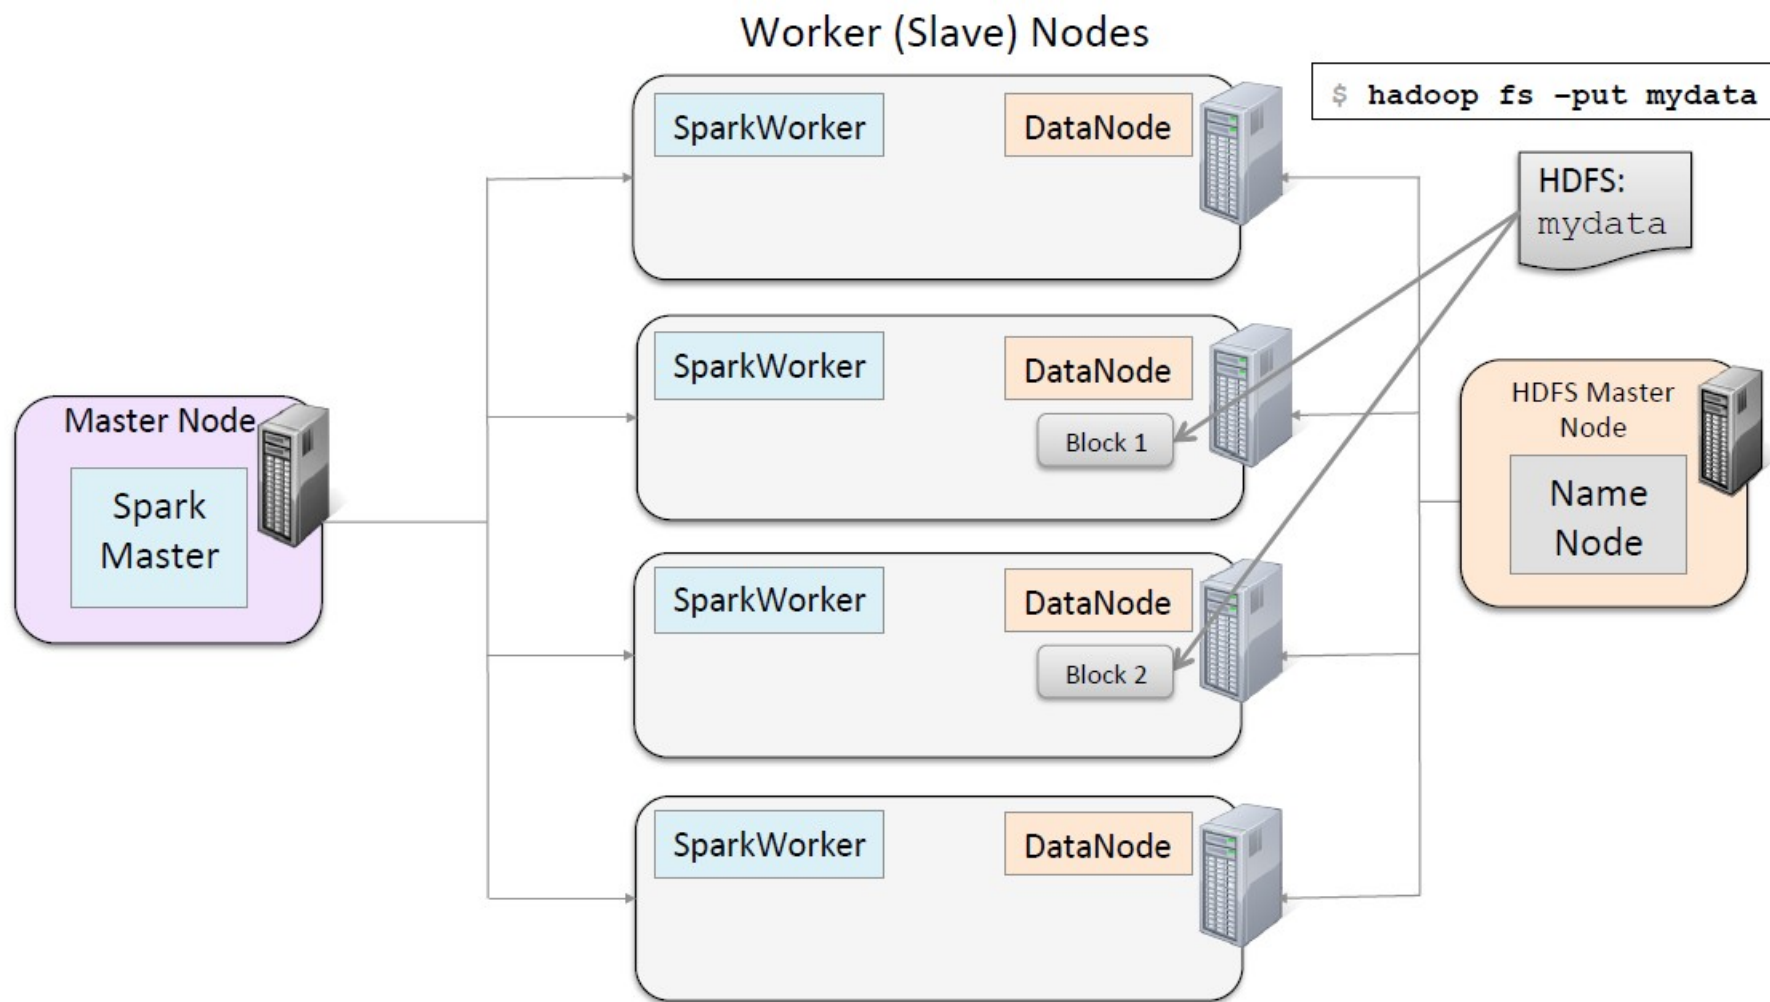 Worker (Slave) Nodes
$ hadoop fs –put mydata
SparkWorker
DataNode
HDFS:
mydata
SparkWorker
DataNode
Block 1
Master Node
Spark
Master
HDFS Master
Node
Name
Node
SparkWorker
DataNode
Block 2
SparkWorker
DataNode